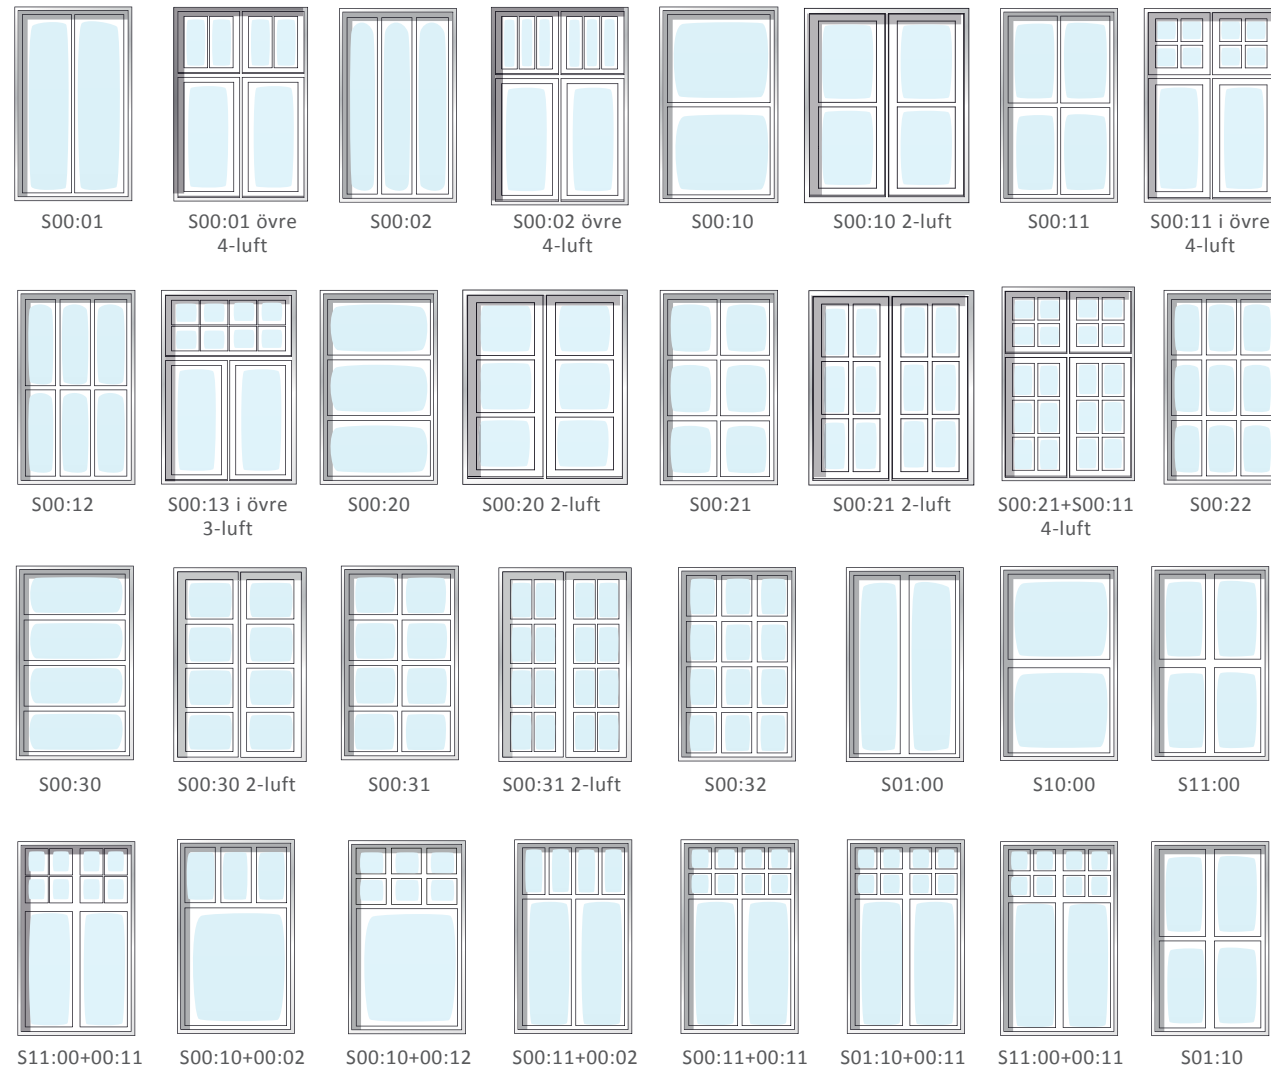 S00:01
S00:01 övre
4-luft
S00:02
S00:02 övre
4-luft
S00:10
S00:10 2-luft
S00:11
S00:11 i övre
4-luft
S00:12
S00:13 i övre
3-luft
S00:20
S00:20 2-luft
S00:21
S00:21 2-luft
S00:21+S00:11
4-luft
S00:22
S00:30
S00:30 2-luft
S00:31
S00:31 2-luft
S00:32
S01:00
S10:00
S11:00
S11:00+00:11
S00:10+00:02
S00:10+00:12
S00:11+00:02
S00:11+00:11
S01:10+00:11
S11:00+00:11
S01:10